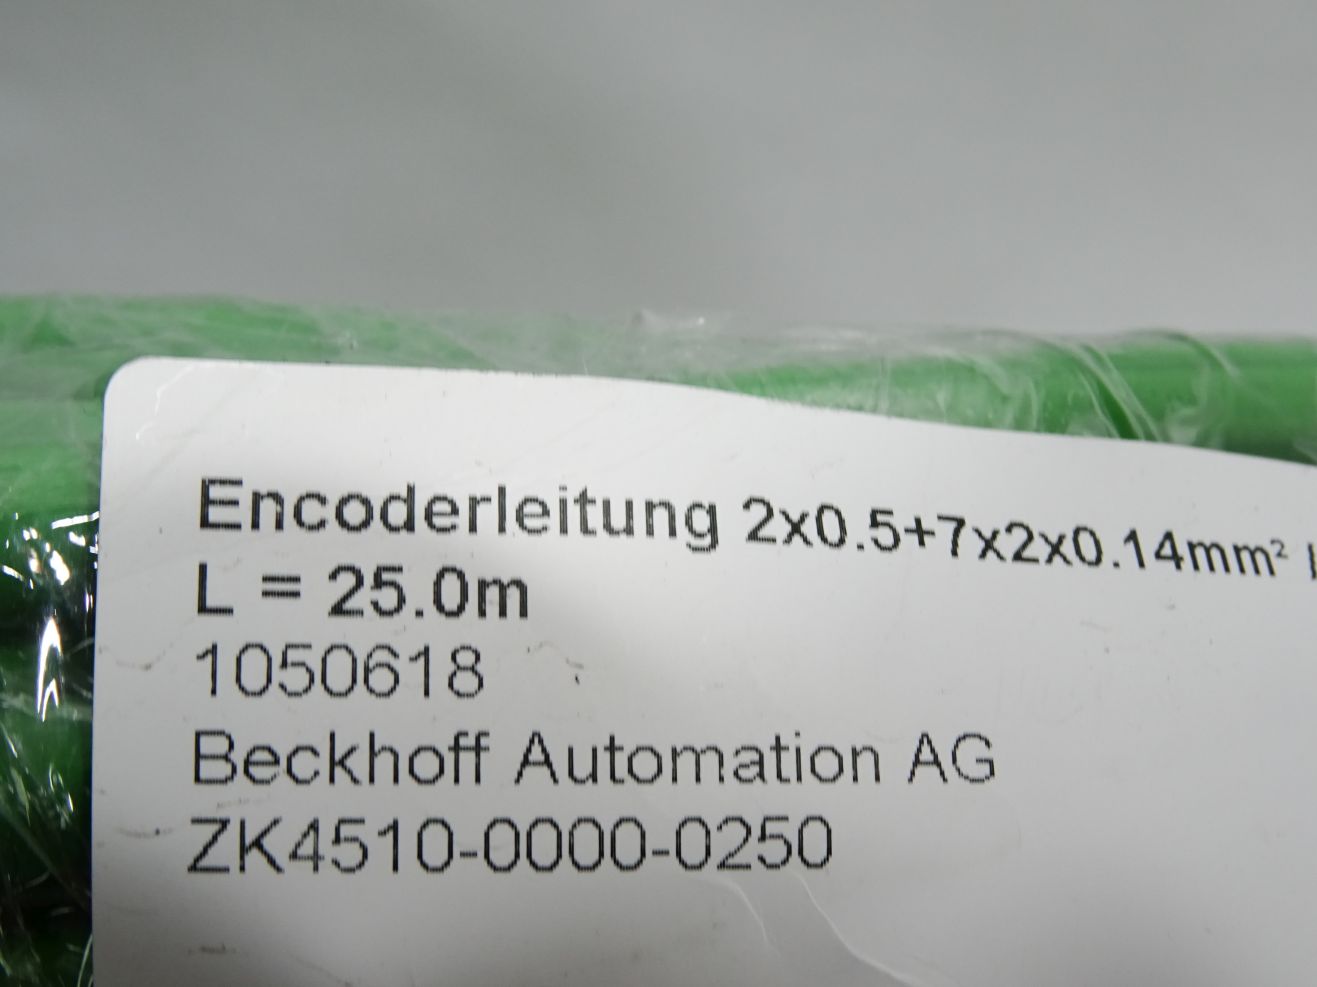 Encoderleitung 2x0.5+7x2x0.14mm²
L = 25.0m
1050618
Beckhoff Automation AG
ZK4510-0000-0250